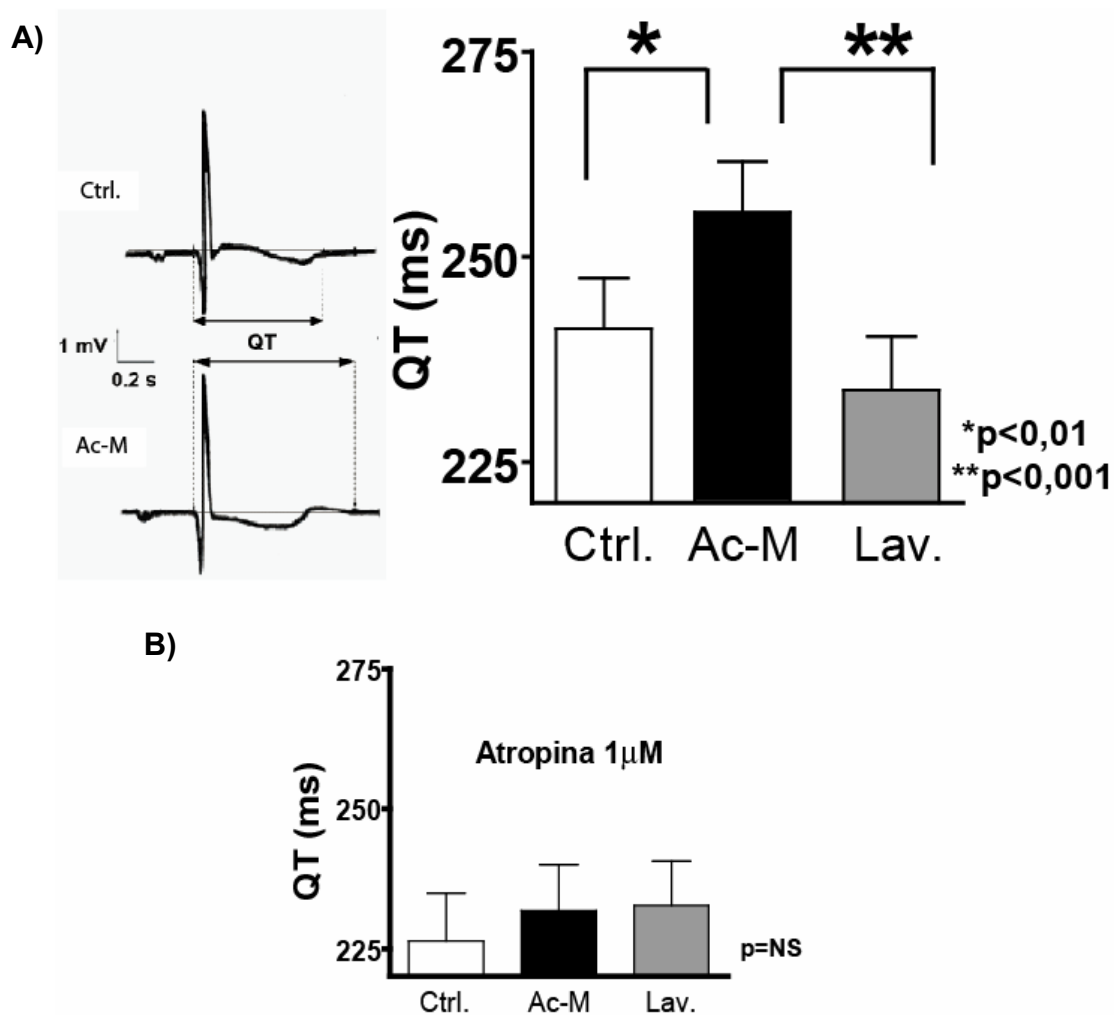 A)
Ctrl.
1 mV
0.2 s
QT
Ac-M
QT (ms)
275
250
225
*
**
Ctrl. Ac-M Lav.
*p<0,01
**p<0,001
B)
QT (ms)
275
250
225
Atropina 1μM
Ctrl. Ac-M Lav.
p=NS